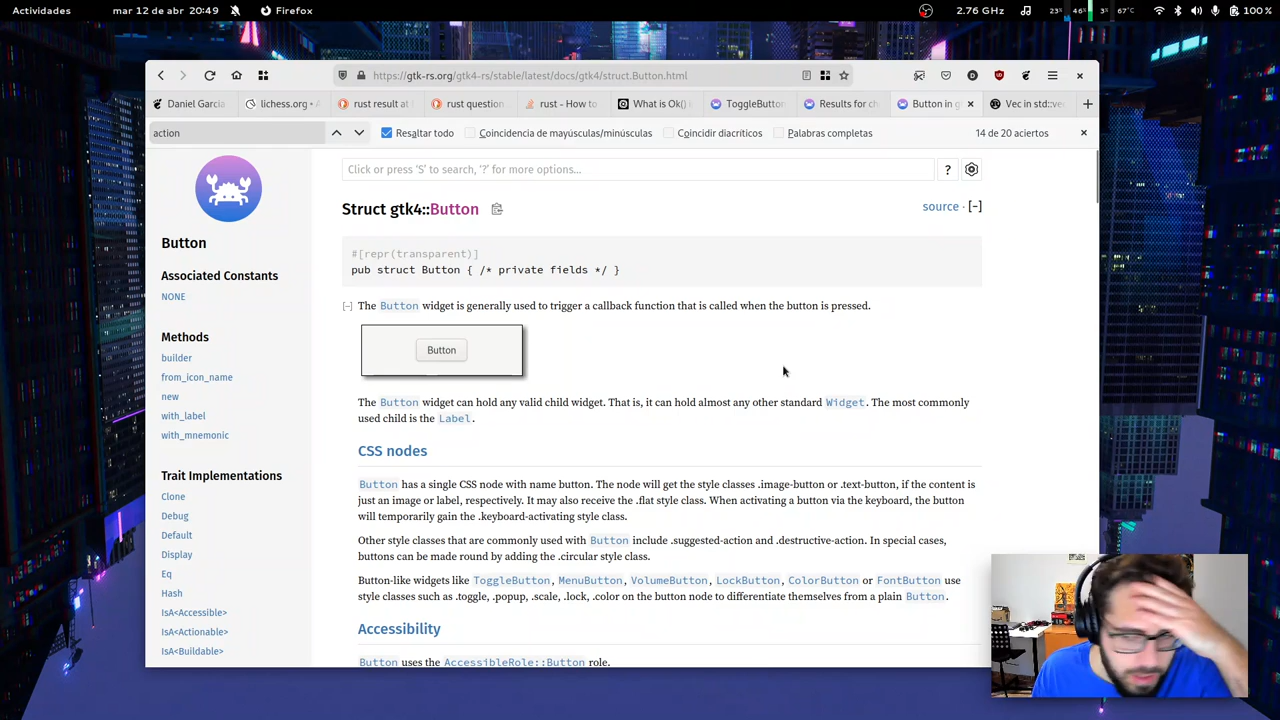 Actividades
mar 12 de abr 20:49
Firefox
2.76 GHz
23%
46%
3%
67°C
100 %
https://gtk-rs.org/gtk4-rs/stable/latest/docs/gtk4/struct.Button.html
Daniel Garcia
lichess.org • A
rust result at
rust question
rust - How to
What is Ok()
ToggleButton
Results for ch
Button in g
Vec in std::ve
action
Resaltar todo
Coincidencia de mayúsculas/minúsculas
Coincidir diacríticos
Palabras completas
14 de 20 aciertos
Click or press 'S' to search, '?' for more options...
?
Button
Associated Constants
NONE
Methods
builder
from_icon_name
new
with_label
with_mnemonic
Trait Implementations
Clone
Debug
Default
Display
Eq
Hash
IsA<Accessible>
IsA<Actionable>
IsA<Buildable>
Struct gtk4::Button
source · [-]
#[repr(transparent)]
pub struct Button { /* private fields */ }
[-] The Button widget is generally used to trigger a callback function that is called when the button is pressed.
Button
The Button widget can hold any valid child widget. That is, it can hold almost any other standard Widget. The most commonly
used child is the Label.
CSS nodes
Button has a single CSS node with name button. The node will get the style classes .image-button or .text-button, if the content is
just an image or label, respectively. It may also receive the .flat style class. When activating a button via the keyboard, the button
will temporarily gain the .keyboard-activating style class.
Other style classes that are commonly used with Button include .suggested-action and .destructive-action. In special cases,
buttons can be made round by adding the .circular style class.
Button-like widgets like ToggleButton, MenuButton, VolumeButton, LockButton, ColorButton or FontButton use
style classes such as .toggle, .popup, .scale, .lock, .color on the button node to differentiate themselves from a plain Button.
Accessibility
Button uses the AccessibleRole::Button role.